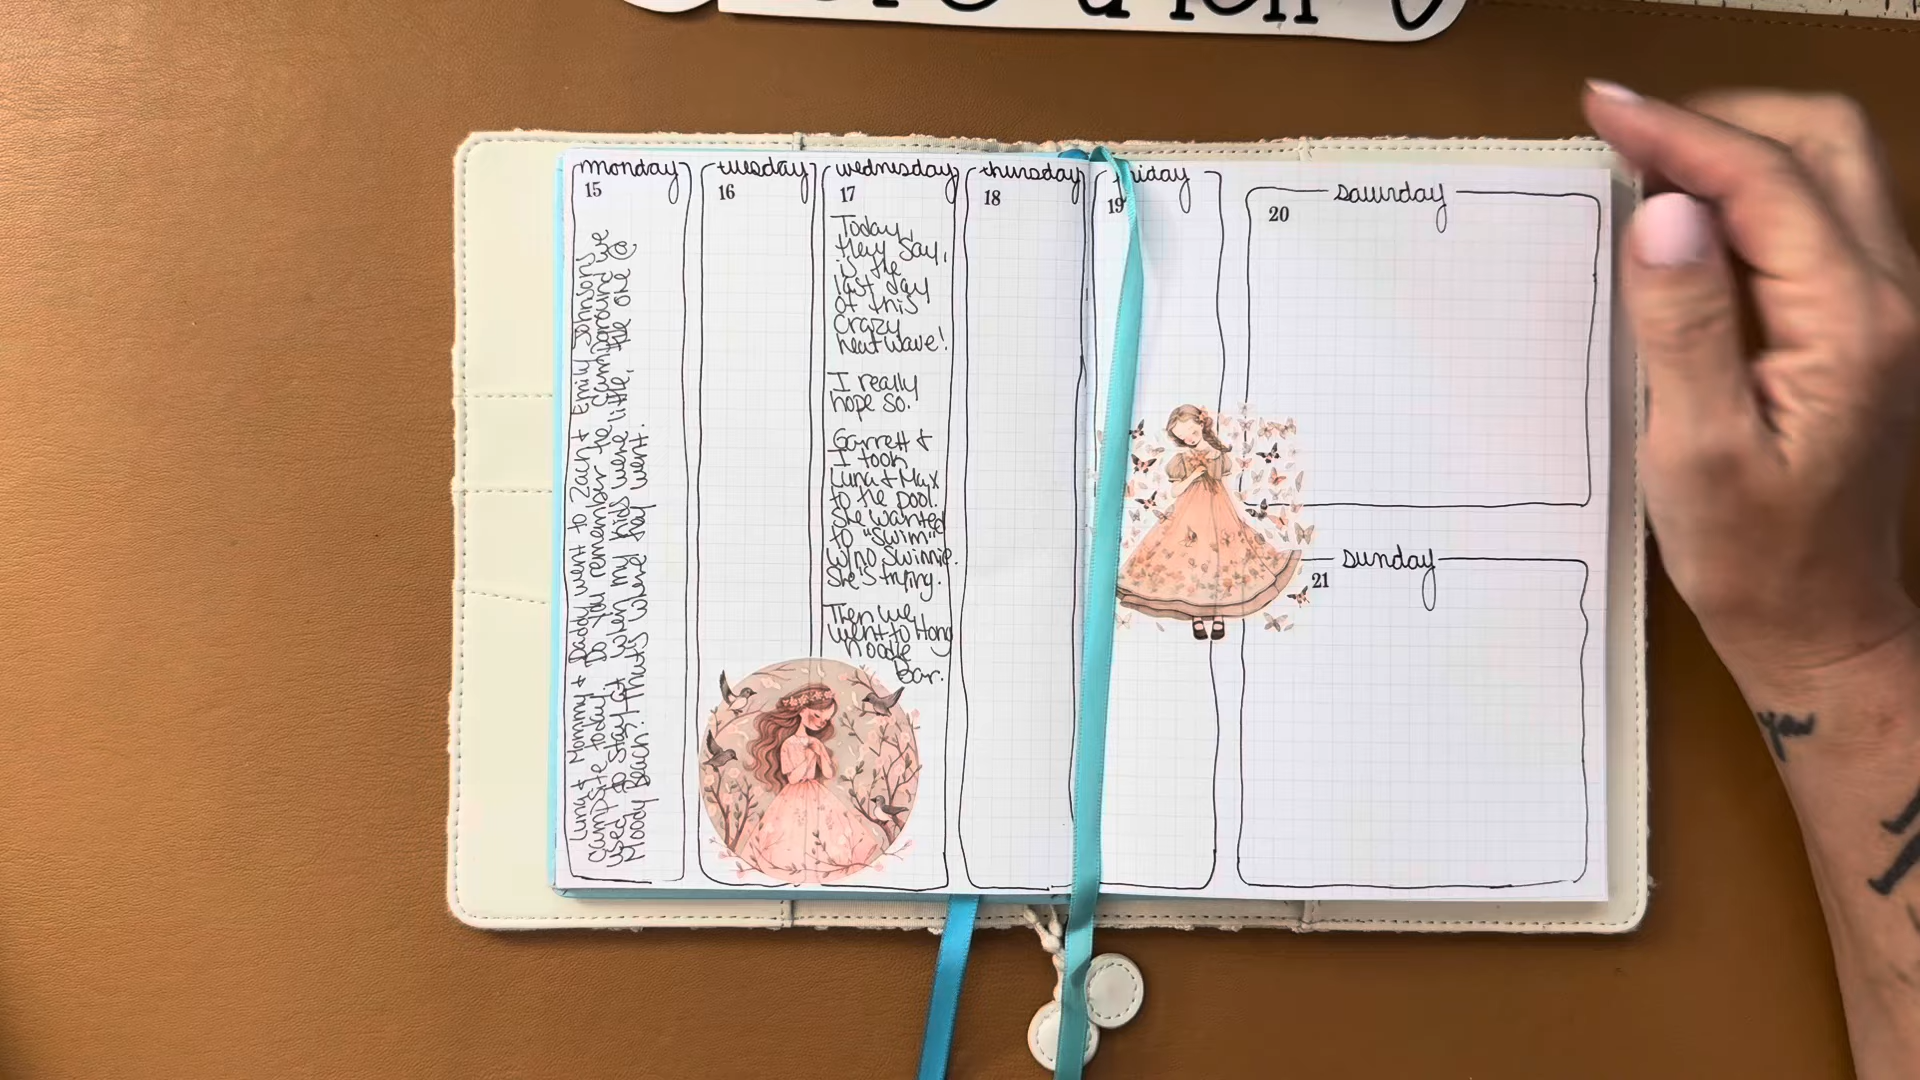 monday
15
Luna & Mommy & Daddy went to Zach & Emily Johnson's
campsite today. Do you remember the campground we
used to stay at when my kids were little, the one @
Moody Beach? That's where they went.
tuesday
16
wednesday
17
Today,
they say,
is the
last day
of this
crazy
heatwave!
I really
hope so.
Garrett &
I took
Luna & Max
to the pool.
She wanted
to "swim"
w/no swimmie.
She's trying.
Then we
went to Hong
noodle
Bar.
thursday
18
friday
19
saturday
20
sunday
21
you